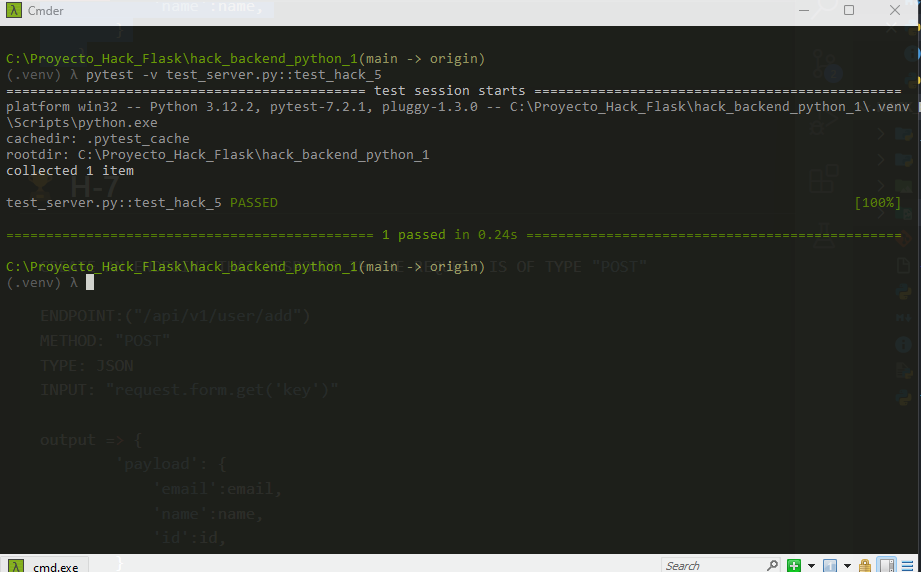 Cmder
name':name,
}
C:\Proyecto_Hack_Flask\hack_backend_python_1(main -> origin)
(.venv) λ pytest -v test_server.py::test_hack_5
============================================= test session starts ==============================================
platform win32 -- Python 3.12.2, pytest-7.2.1, pluggy-1.3.0 -- C:\Proyecto_Hack_Flask\hack_backend_python_1\.venv
\Scripts\python.exe
cachedir: .pytest_cache
rootdir: C:\Proyecto_Hack_Flask\hack_backend_python_1
collected 1 item
H-7
test_server.py::test_hack_5 PASSED [100%]
============================================== 1 passed in 0.24s ===============================================
C:\Proyecto_Hack_Flask\hack_backend_python_1(main -> origin)
IS OF TYPE "POST"
(.venv) λ
ENDPOINT:("/api/v1/user/add")
METHOD: "POST"
TYPE: JSON
INPUT: "request.form.get('key')"
output => {
'payload': {
'email':email,
'name':name,
'id':id,
}
cmd.exe
Search